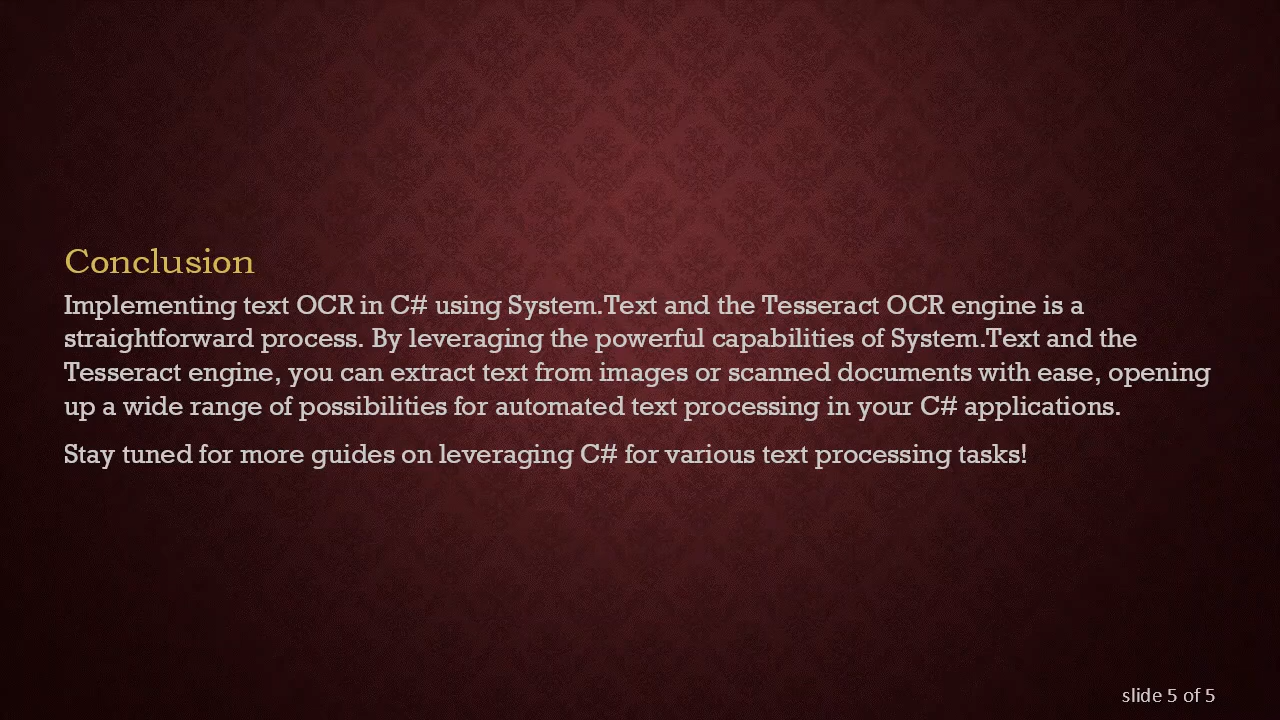 Conclusion
Implementing text OCR in C# using System.Text and the Tesseract OCR engine is a
straightforward process. By leveraging the powerful capabilities of System.Text and the
Tesseract engine, you can extract text from images or scanned documents with ease, opening
up a wide range of possibilities for automated text processing in your C# applications.
Stay tuned for more guides on leveraging C# for various text processing tasks!
slide 5 of 5